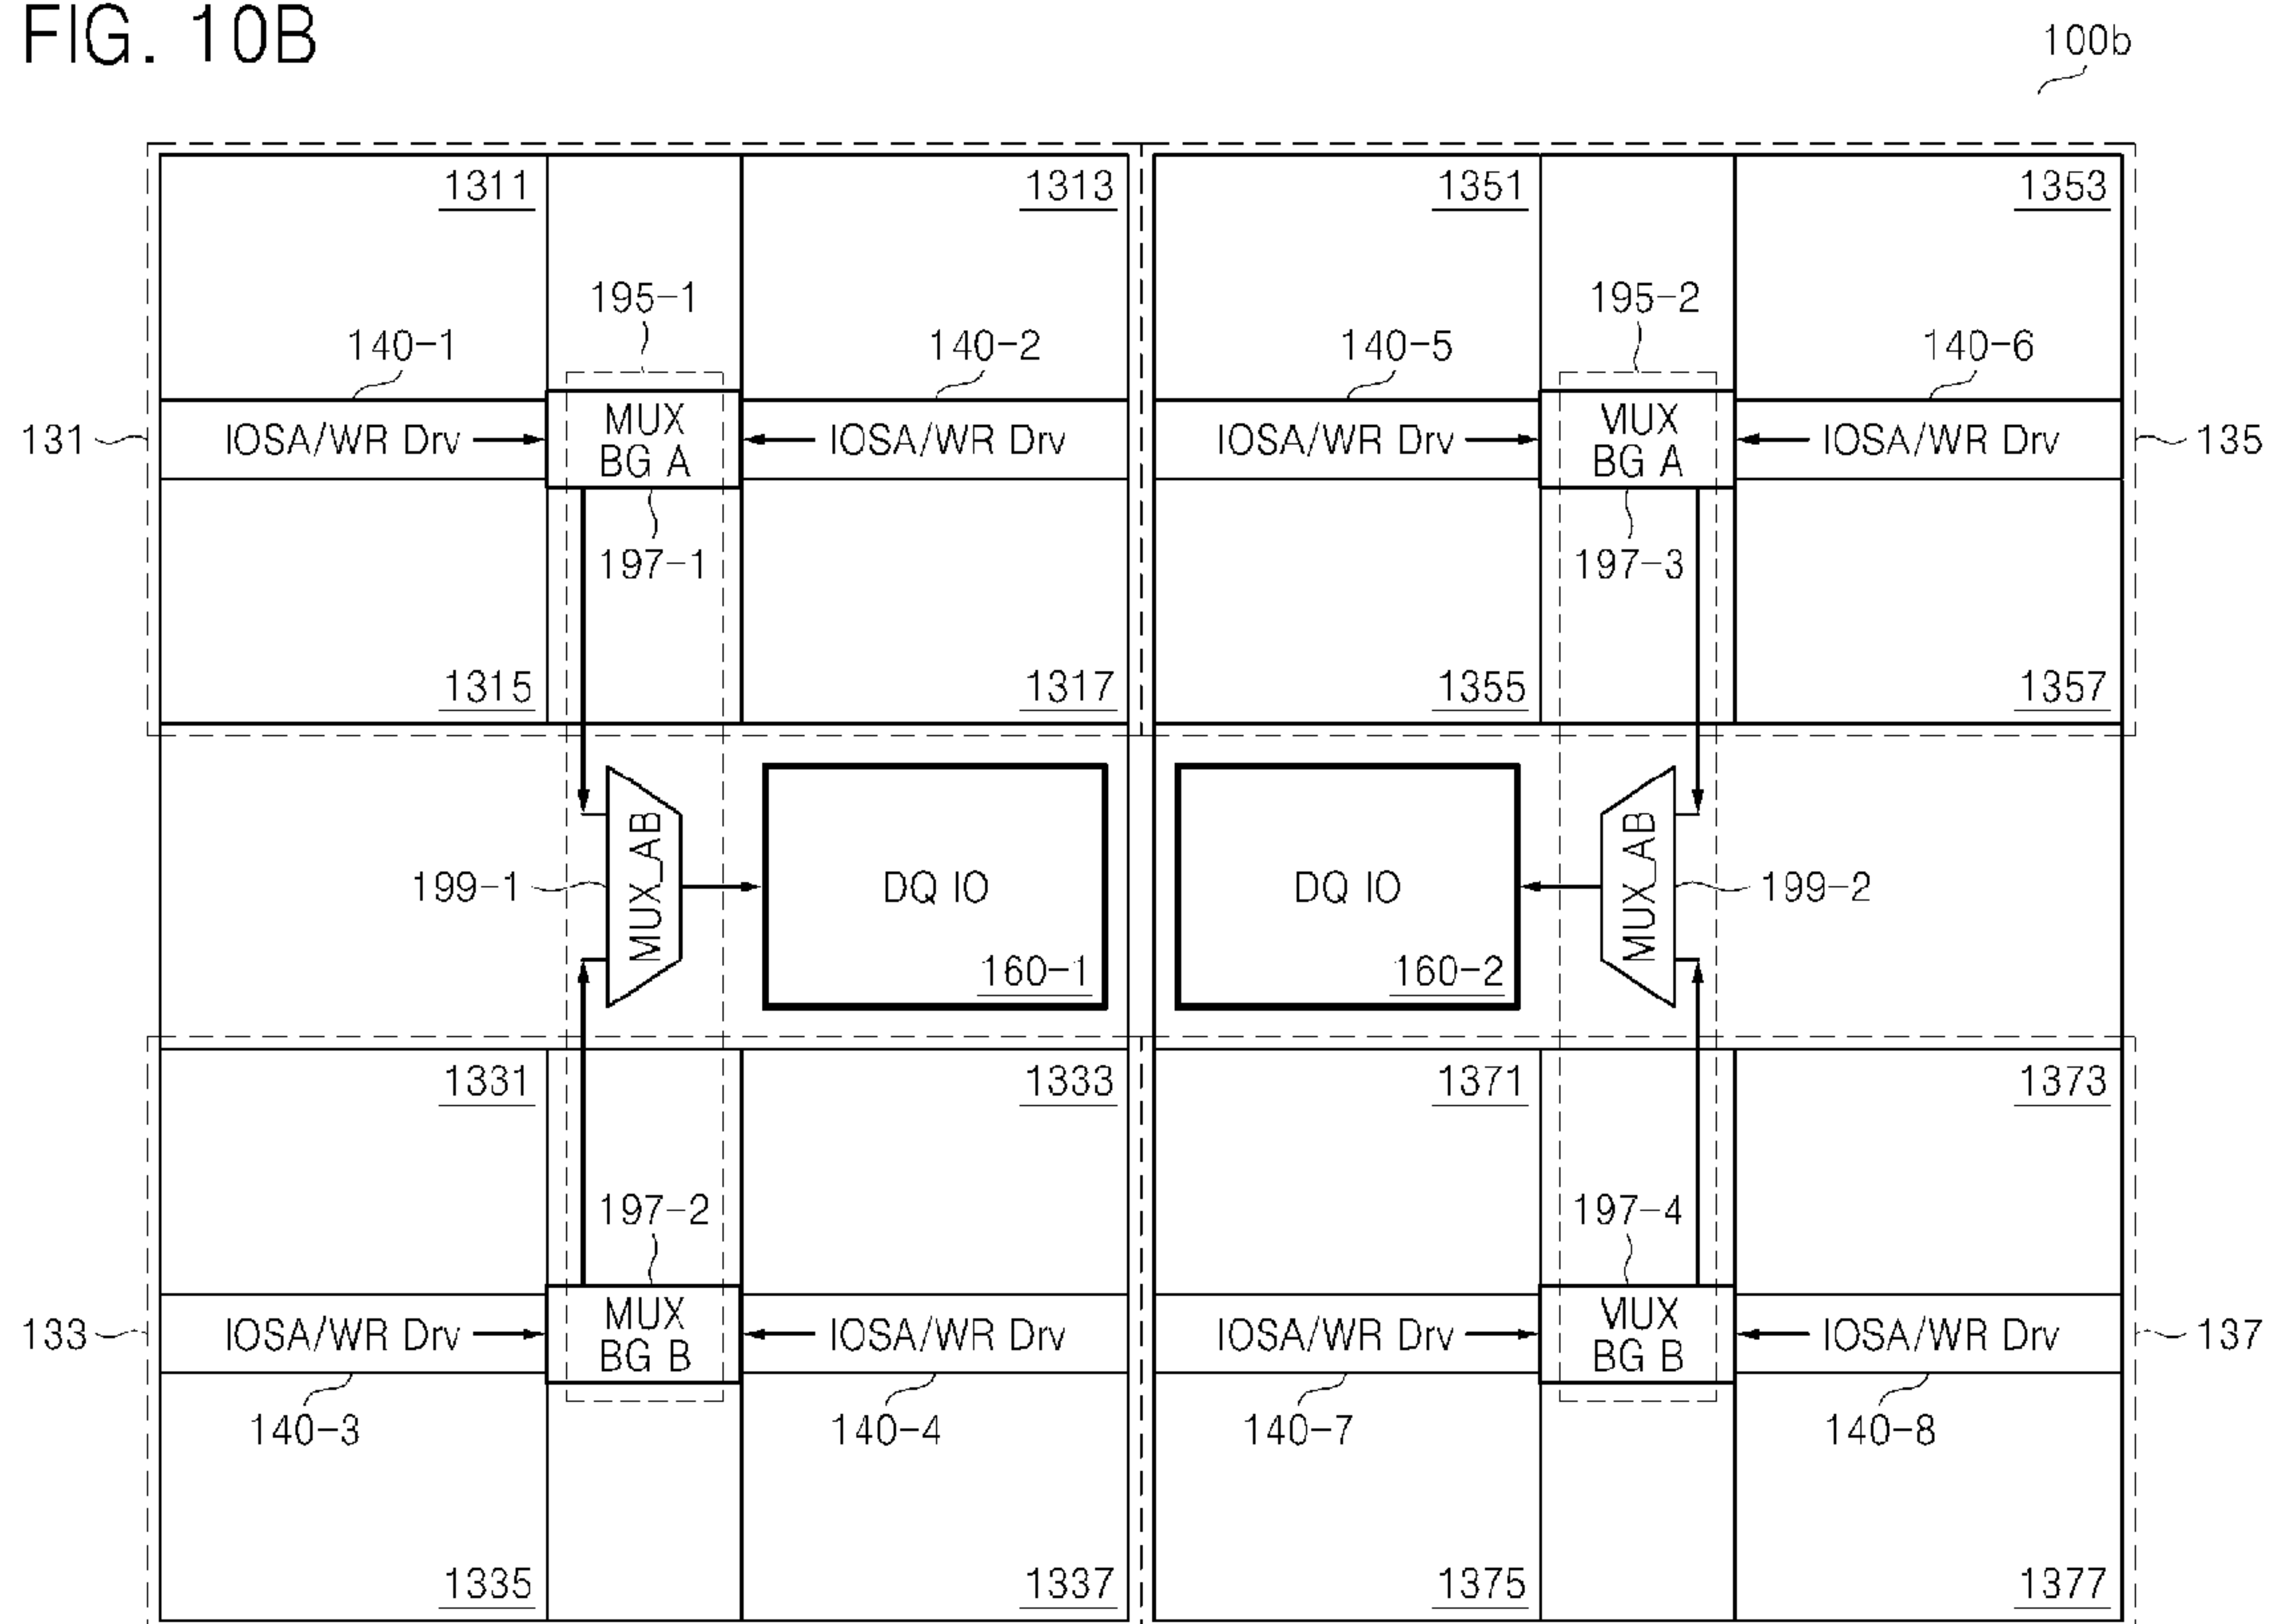 FIG. 10B
100b
1311
1313
1351
1353
195-1
195-2
140-1
140-2
140-5
140-6
131
IOSA/WR Drv
MUX
BG A
IOSA/WR Drv
IOSA/WR Drv
MUX
BG A
IOSA/WR Drv
135
197-1
197-3
1315
1317
1355
1357
199-1
MUX_AB
DQ IO
160-1
DQ IO
160-2
MUX_AB
199-2
1331
1333
1371
1373
197-2
197-4
133
IOSA/WR Drv
MUX
BG B
IOSA/WR Drv
IOSA/WR Drv
MUX
BG B
IOSA/WR Drv
137
140-3
140-4
140-7
140-8
1335
1337
1375
1377